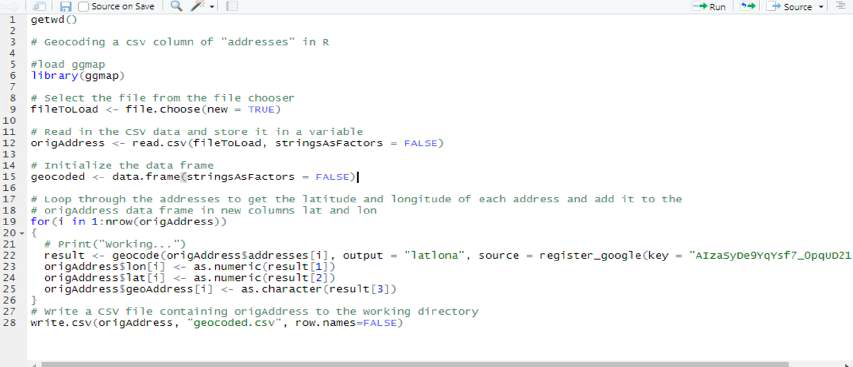 Source on Save Run Source
1 getwd()
2
3 # Geocoding a csv column of "addresses" in R
4
5 #load ggmap
6 library(ggmap)
7
8 # Select the file from the file chooser
9 fileToLoad <- file.choose(new = TRUE)
10
11 # Read in the CSV data and store it in a variable
12 origAddress <- read.csv(fileToLoad, stringsAsFactors = FALSE)
13
14 # Initialize the data frame
15 geocoded <- data.frame(stringsAsFactors = FALSE)
16
17 # Loop through the addresses to get the latitude and longitude of each address and add it to the
18 # origAddress data frame in new columns lat and lon
19 for(i in 1:nrow(origAddress))
20 {
21 # Print("Working...")
22 result <- geocode(origAddress$addresses[i], output = "latlona", source = register_google(key = "AIzaSyDe9YqYsf7_OpqUD21
23 origAddress$lon[i] <- as.numeric(result[1])
24 origAddress$lat[i] <- as.numeric(result[2])
25 origAddress$geoAddress[i] <- as.character(result[3])
26 }
27 # Write a CSV file containing origAddress to the working directory
28 write.csv(origAddress, "geocoded.csv", row.names=FALSE)